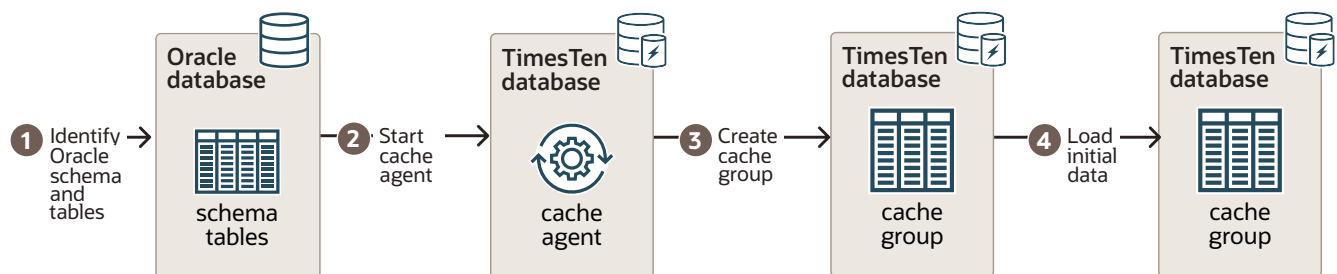 1 Identify
Oracle
schema
and
tables
Oracle
database
schema
tables
2 Start
cache
agent
TimesTen
database
cache
agent
3 Create
cache
group
TimesTen
database
cache
group
4 Load
initial
data
TimesTen
database
cache
group